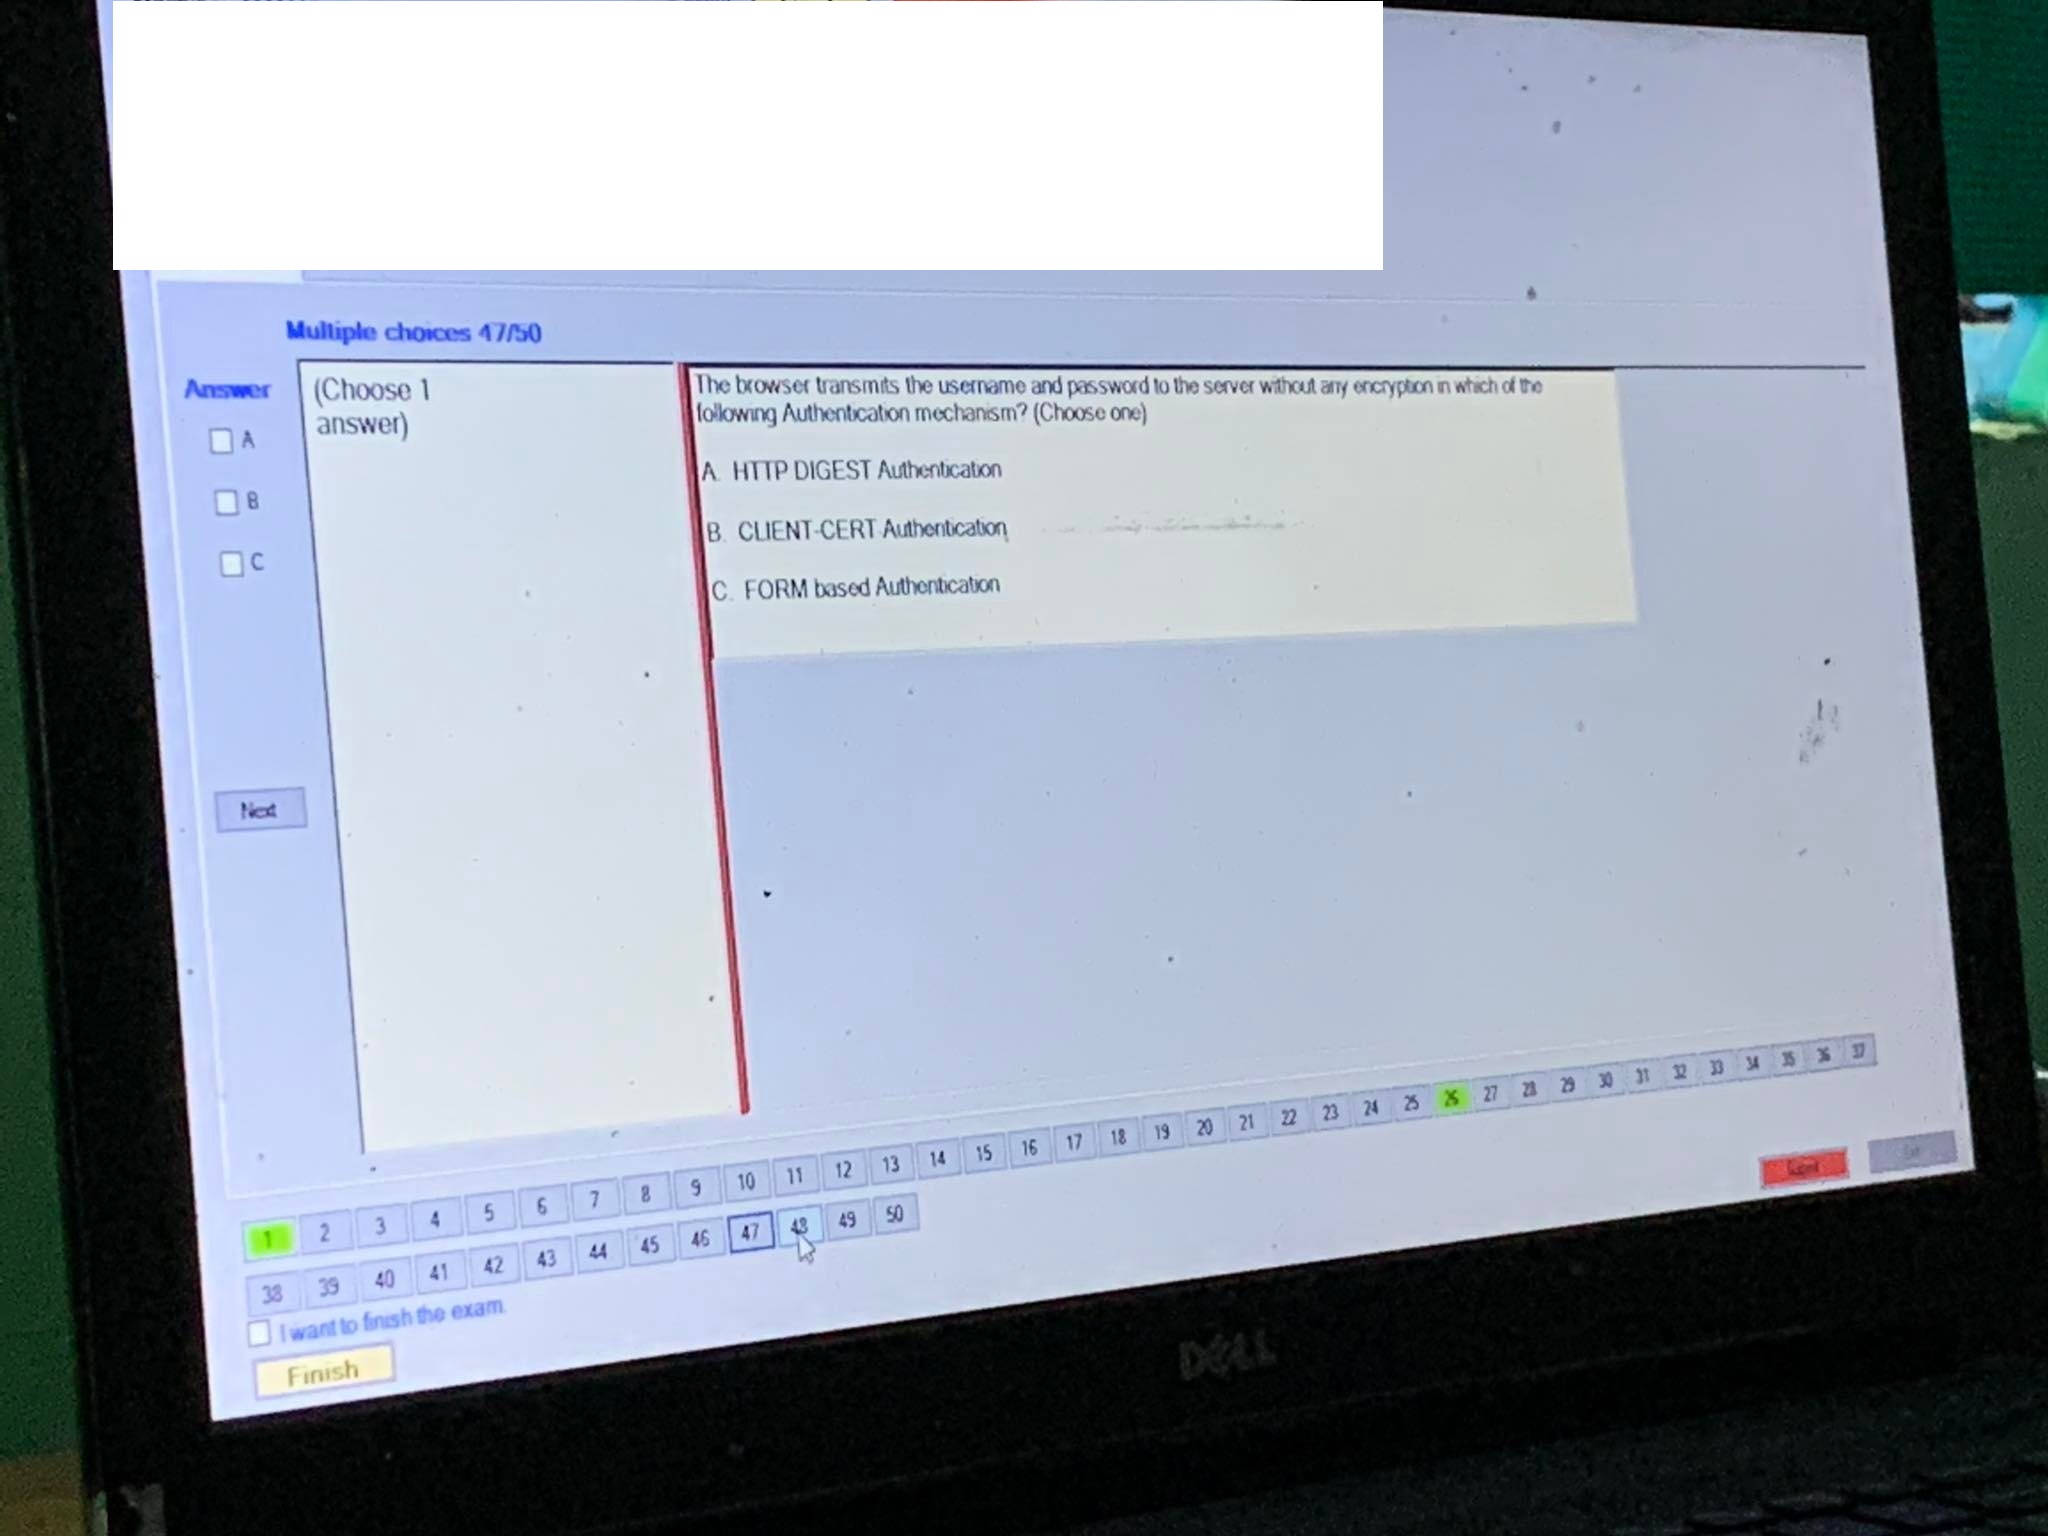 Multiple choices 47/50
Answer
(Choose 1
answer)
A
B
C
The browser transmits the username and password to the server without any encryption in which of the
following Authentication mechanism? (Choose one)
A. HTTP DIGEST Authentication
B. CLIENT-CERT Authentication
C. FORM based Authentication
Next
1 2 3 4 5 6 7 8 9 10 11 12 13 14 15 16 17 18 19 20 21 22 23 24 25 26 27 28 29 30 31 32 33 34 35 36 37
38 39 40 41 42 43 44 45 46 47 48 49 50
I want to finish the exam.
Finish
DELL